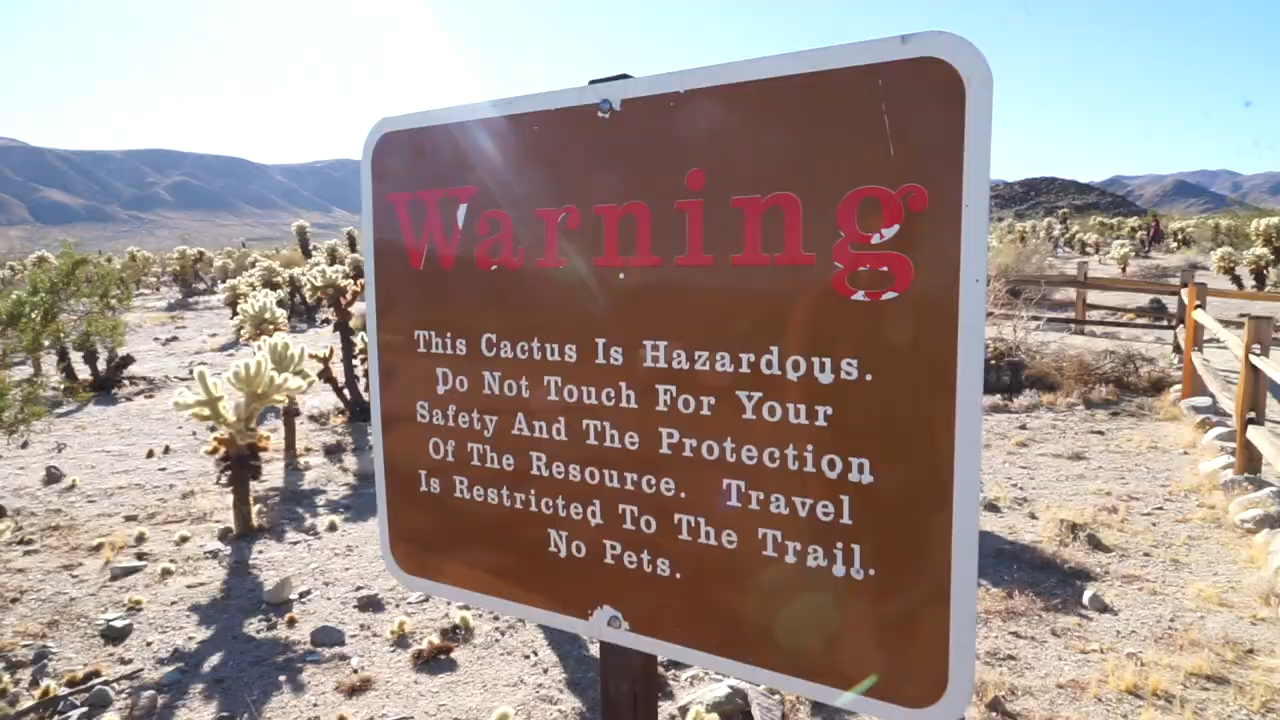 Warning
This Cactus Is Hazardous.
Do Not Touch For Your
Safety And The Protection
Of The Resource. Travel
Is Restricted To The Trail.
No Pets.